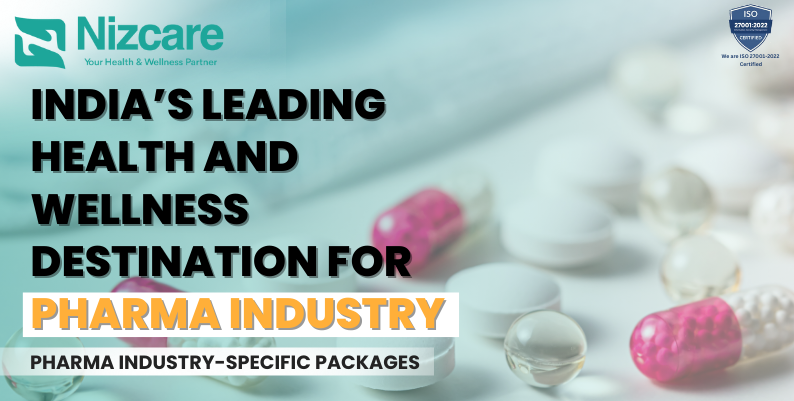 Nizcare
Your Health & Wellness Partner
ISO
27001:2022
CERTIFIED
We are ISO 27001-2022
Certified
INDIA'S LEADING
HEALTH AND
WELLNESS
DESTINATION FOR
PHARMA INDUSTRY
PHARMA INDUSTRY-SPECIFIC PACKAGES